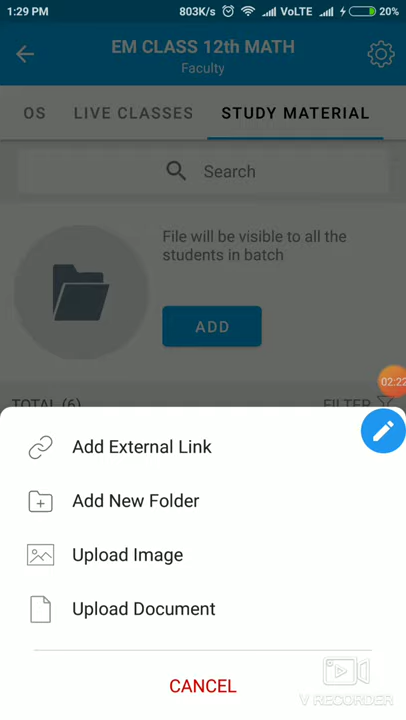 1:29 PM 803K/s VoLTE 20%
EM CLASS 12th MATH
Faculty
OS LIVE CLASSES STUDY MATERIAL
Search
File will be visible to all the
students in batch
ADD
02:22
TOTAL (6) FILTER
Add External Link
Add New Folder
Upload Image
Upload Document
CANCEL
V RECORDER